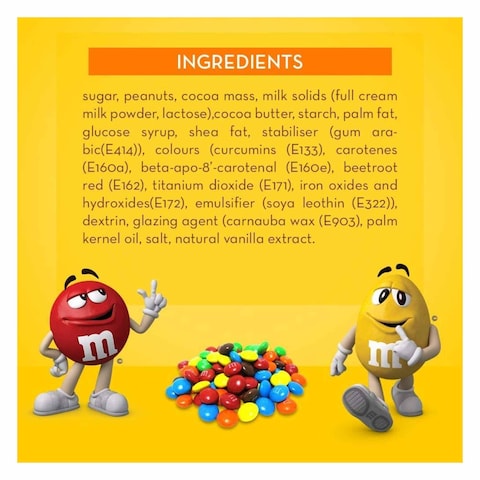 INGREDIENTS
sugar, peanuts, cocoa mass, milk solids (full cream
milk powder, lactose),cocoa butter, starch, palm fat,
glucose syrup, shea fat, stabiliser (gum ara-
bic(E414)), colours (curcumins (E133), carotenes
(E160a), beta-apo-8'-carotenal (E160e), beetroot
red (E162), titanium dioxide (E171), iron oxides and
hydroxides(E172), emulsifier (soya leothin (E322)),
dextrin, glazing agent (carnauba wax (E903), palm
kernel oil, salt, natural vanilla extract.
m
m